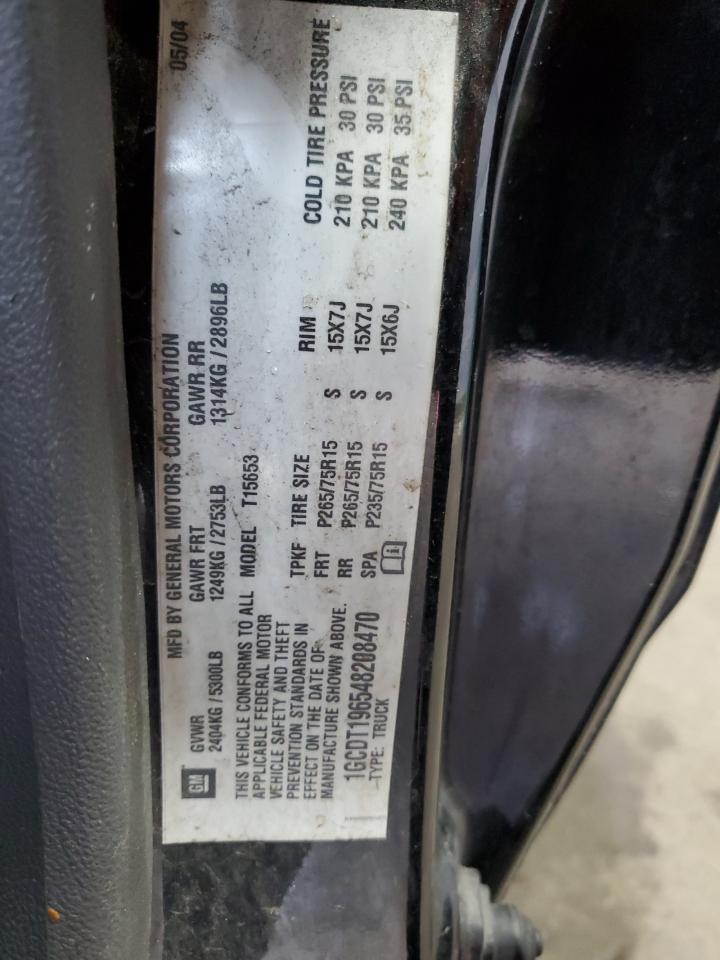 GM
MFD BY GENERAL MOTORS CORPORATION 05/04
GVWR GAWR FRT GAWR RR
2404KG / 5300LB 1249KG / 2753LB 1314KG / 2896LB
THIS VEHICLE CONFORMS TO ALL
APPLICABLE FEDERAL MOTOR
VEHICLE SAFETY AND THEFT
PREVENTION STANDARDS IN
EFFECT ON THE DATE OF
MANUFACTURE SHOWN ABOVE.
1GCDT196548208470
TYPE: TRUCK
MODEL T15653
TPKF TIRE SIZE RIM COLD TIRE PRESSURE
FRT P265/75R15 S 15X7J 210 KPA 30 PSI
RR P265/75R15 S 15X7J 210 KPA 30 PSI
SPA P235/75R15 S 15X6J 240 KPA 35 PSI